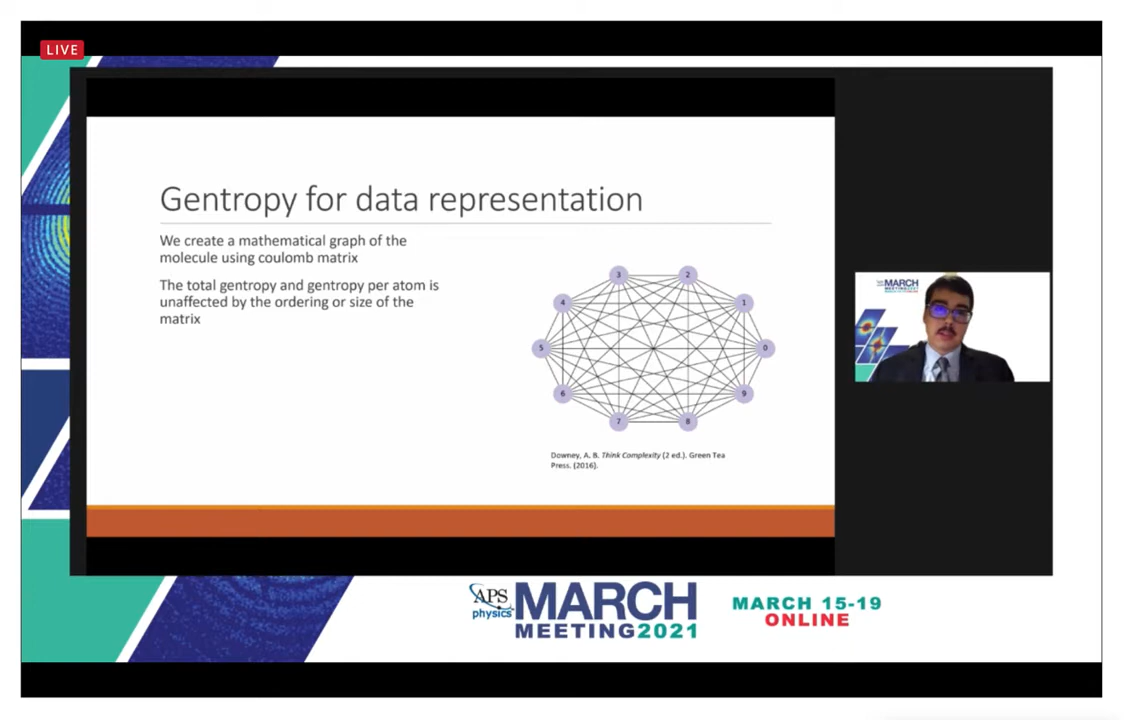 LIVE
Gentropy for data representation
We create a mathematical graph of the
molecule using coulomb matrix
The total gentropy and gentropy per atom is
unaffected by the ordering or size of the
matrix
3
2
4
1
5
0
6
9
7
8
Downey, A. B. Think Complexity (2 ed.). Green Tea
Press. (2016).
MARCH
MEETING2021
APS
physics
MARCH
MEETING2021
MARCH 15-19
ONLINE